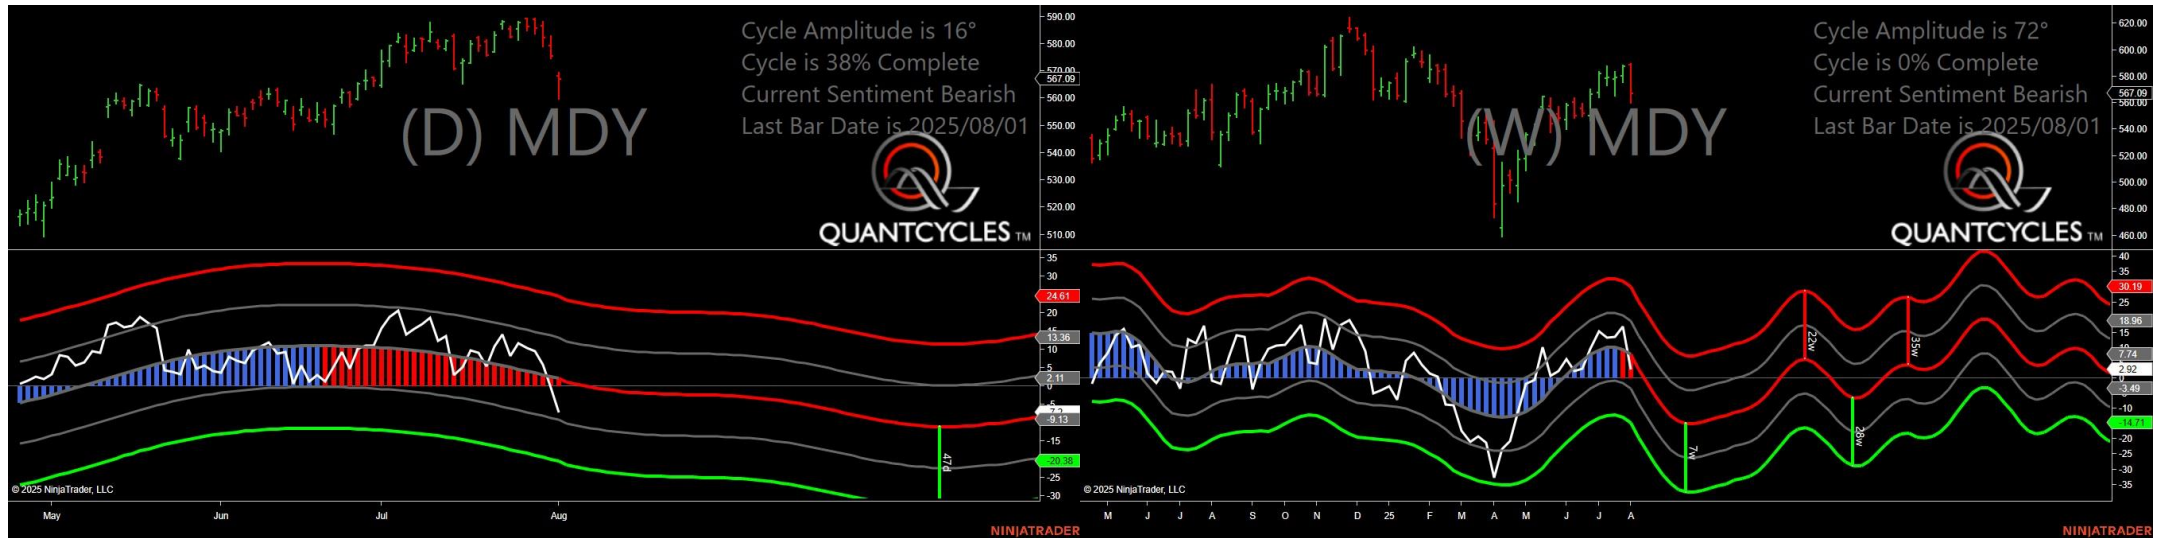 Cycle Amplitude is 16°
Cycle is 38% Complete
Current Sentiment Bearish
Last Bar Date is 2025/08/01
(D) MDY
QUANTCYCLES TM
590.00
580.00
570.00
567.09
560.00
550.00
540.00
530.00
520.00
510.00
35
30
24.61
20
15
13.36
10
5
2.11
-5
-9.13
-15
-20.38
-25
-30
47d
© 2025 NinjaTrader, LLC
May Jun Jul Aug
NINJATRADER
Cycle Amplitude is 72°
Cycle is 0% Complete
Current Sentiment Bearish
Last Bar Date is 2025/08/01
(W) MDY
QUANTCYCLES TM
620.00
600.00
580.00
567.09
560.00
540.00
520.00
500.00
480.00
460.00
40
35
30.19
25
18.96
15
7.74
2.92
-3.49
-10
-14.71
-20
-25
-30
-35
7w
22w
28w
35w
© 2025 NinjaTrader, LLC
M J J A S O N D 25 F M A M J J A
NINJATRADER